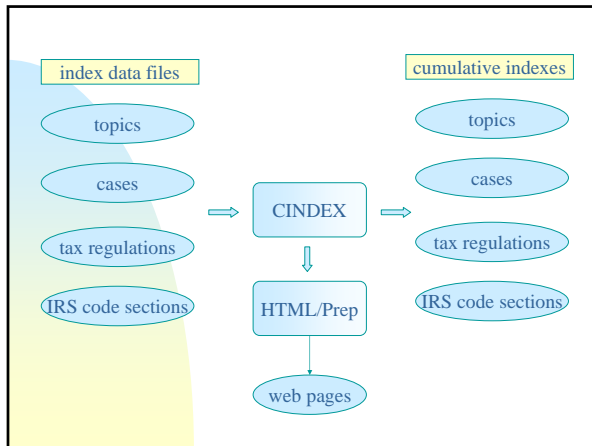 index data files
topics
cases
tax regulations
IRS code sections
CINDEX
HTML/Prep
web pages
cumulative indexes
topics
cases
tax regulations
IRS code sections